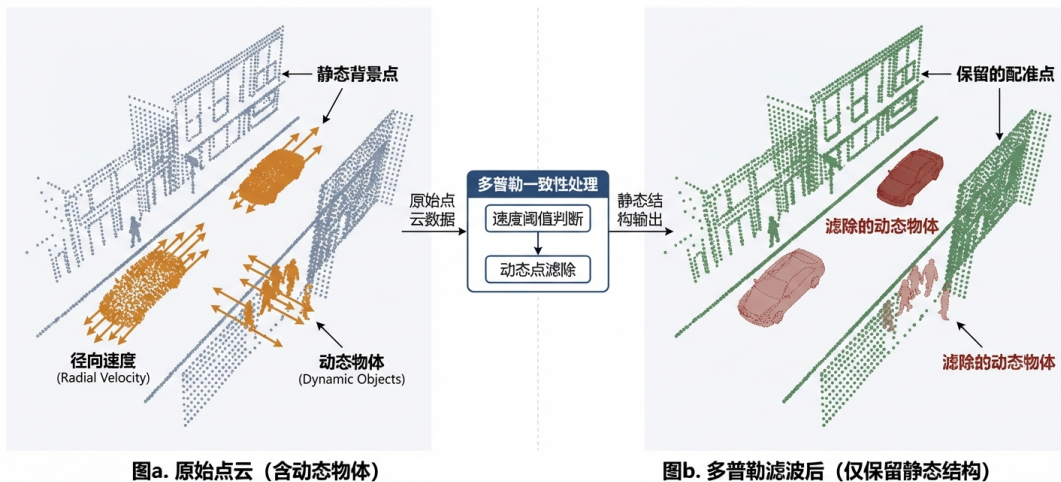 静态背景点
径向速度
(Radial Velocity)
动态物体
(Dynamic Objects)
图a. 原始点云（含动态物体）
原始点
云数据
多普勒一致性处理
速度阈值判断
动态点滤除
静态结
构输出
保留的配准点
滤除的动态物体
滤除的动态物体
图b. 多普勒滤波后（仅保留静态结构）